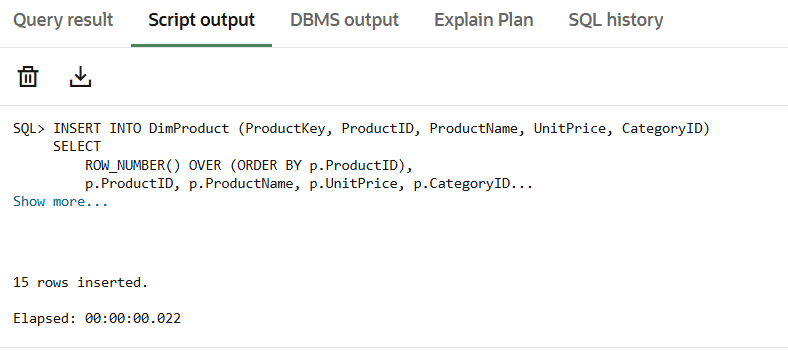 Query result Script output DBMS output Explain Plan SQL history
SQL> INSERT INTO DimProduct (ProductKey, ProductID, ProductName, UnitPrice, CategoryID)
SELECT
ROW_NUMBER() OVER (ORDER BY p.ProductID),
p.ProductID, p.ProductName, p.UnitPrice, p.CategoryID...
Show more...
15 rows inserted.
Elapsed: 00:00:00.022